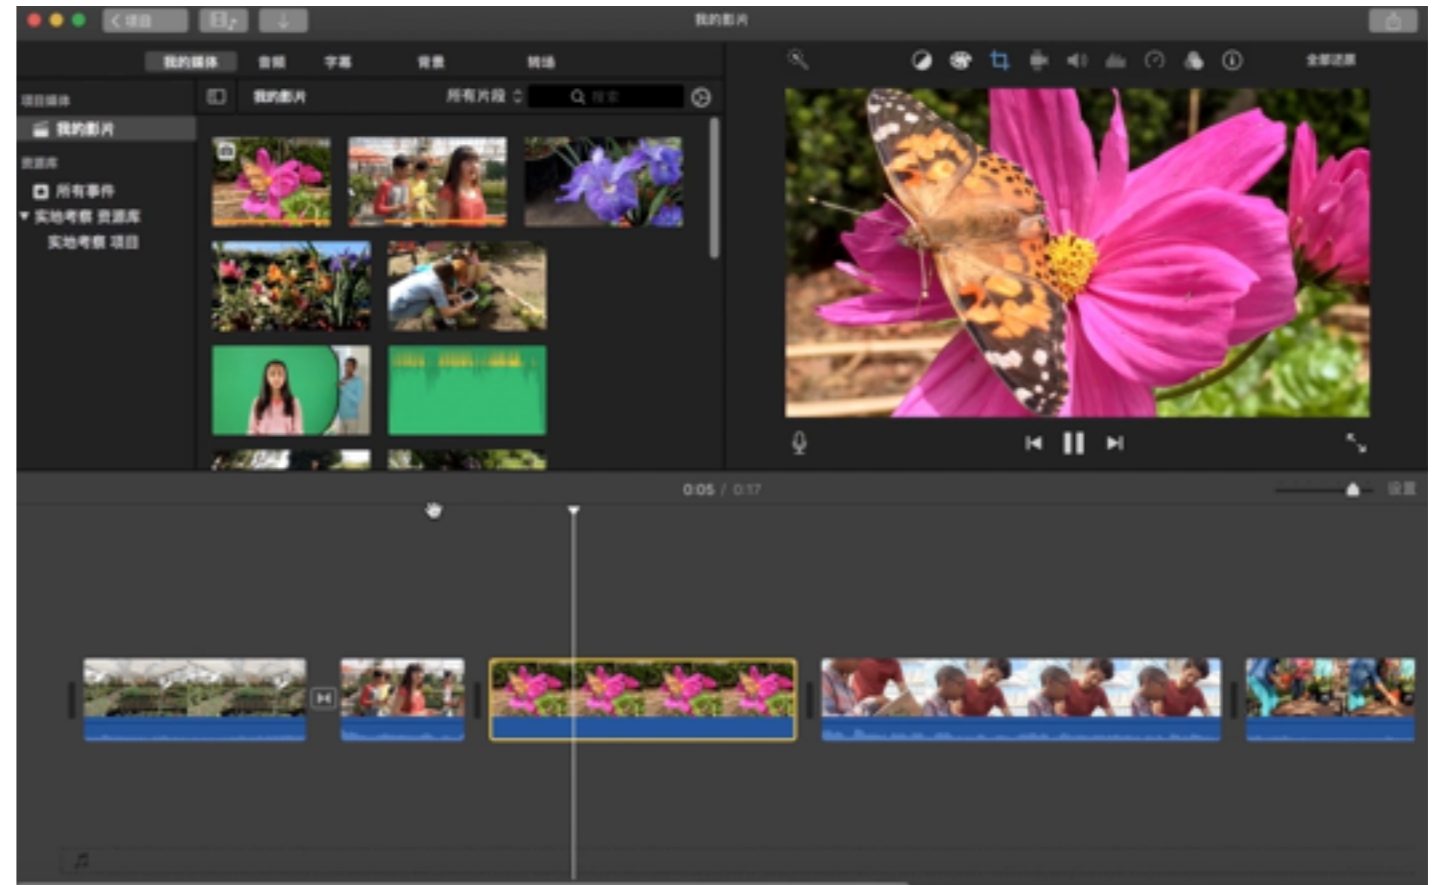 项目
我的影片
我的媒体 音频 字幕 背景 转场
全部还原
项目媒体
我的影片
所有片段
搜索
我的影片
资源库
所有事件
实地考察 资源库
实地考察 项目
0:05 / 0:17
设置